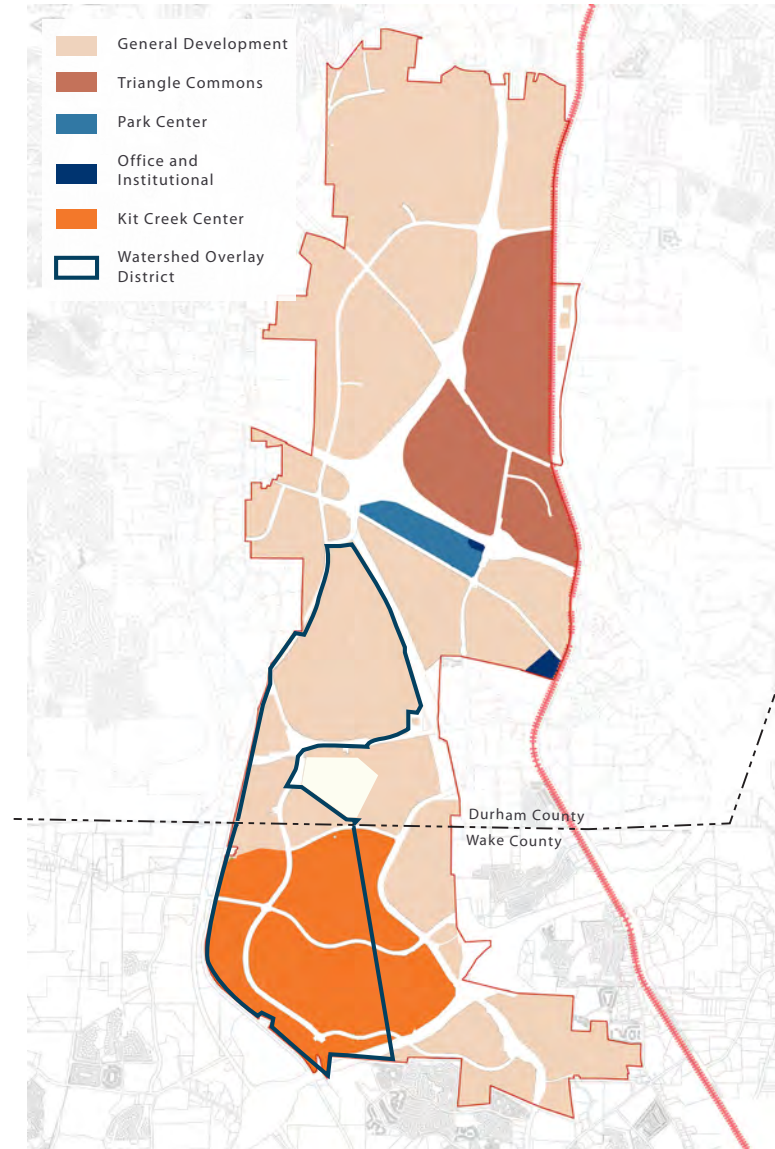 General Development
Triangle Commons
Park Center
Office and
Institutional
Kit Creek Center
Watershed Overlay
District
Durham County
Wake County